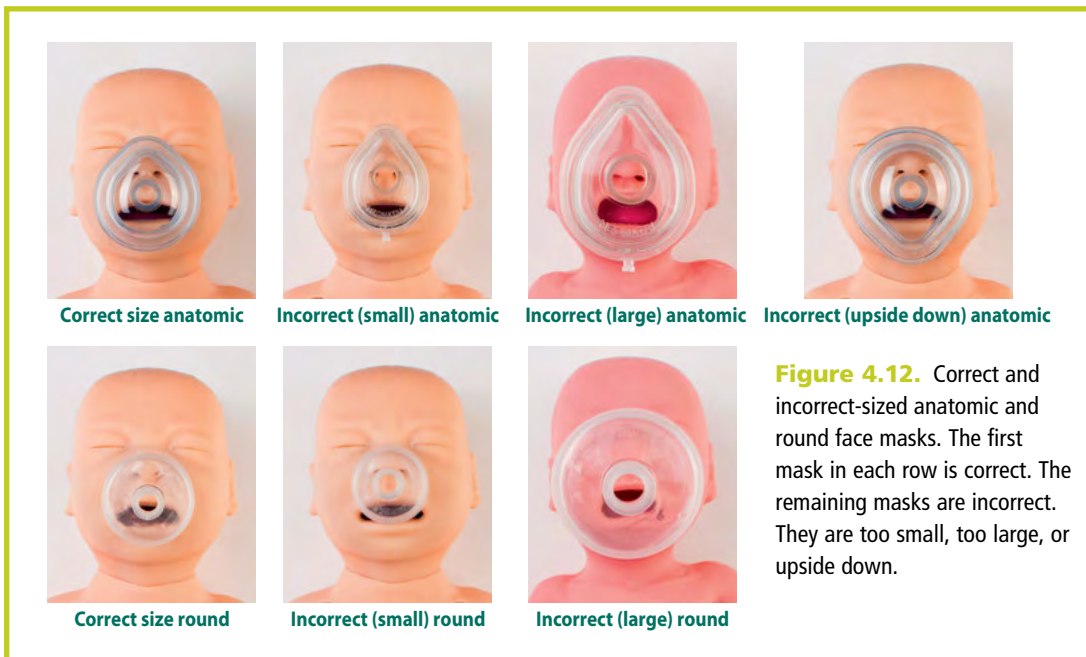 Correct size anatomic
Incorrect (small) anatomic
Incorrect (large) anatomic
Incorrect (upside down) anatomic
Correct size round
Incorrect (small) round
Incorrect (large) round
Figure 4.12. Correct and
incorrect-sized anatomic and
round face masks. The first
mask in each row is correct. The
remaining masks are incorrect.
They are too small, too large, or
upside down.